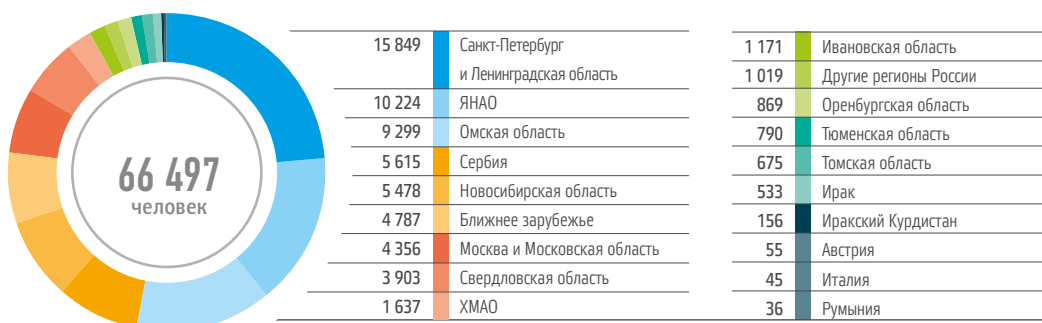 66 497
человек
15 849 Санкт-Петербург
и Ленинградская область
10 224 ЯНАО
9 299 Омская область
5 615 Сербия
5 478 Новосибирская область
4 787 Ближнее зарубежье
4 356 Москва и Московская область
3 903 Свердловская область
1 637 ХМАО
1 171 Ивановская область
1 019 Другие регионы России
869 Оренбургская область
790 Тюменская область
675 Томская область
533 Ирак
156 Иракский Курдистан
55 Австрия
45 Италия
36 Румыния